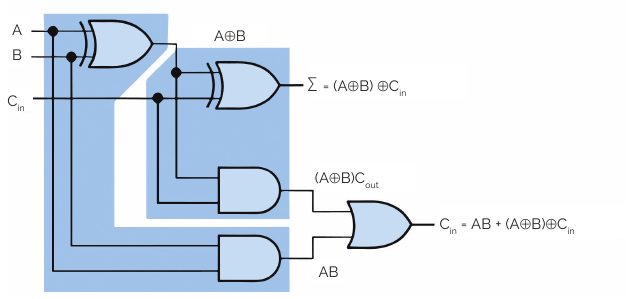 A
A⊕B
B
Σ = (A⊕B) ⊕Cin
Cin
(A⊕B)Cout
Cin = AB + (A⊕B)⊕Cin
AB